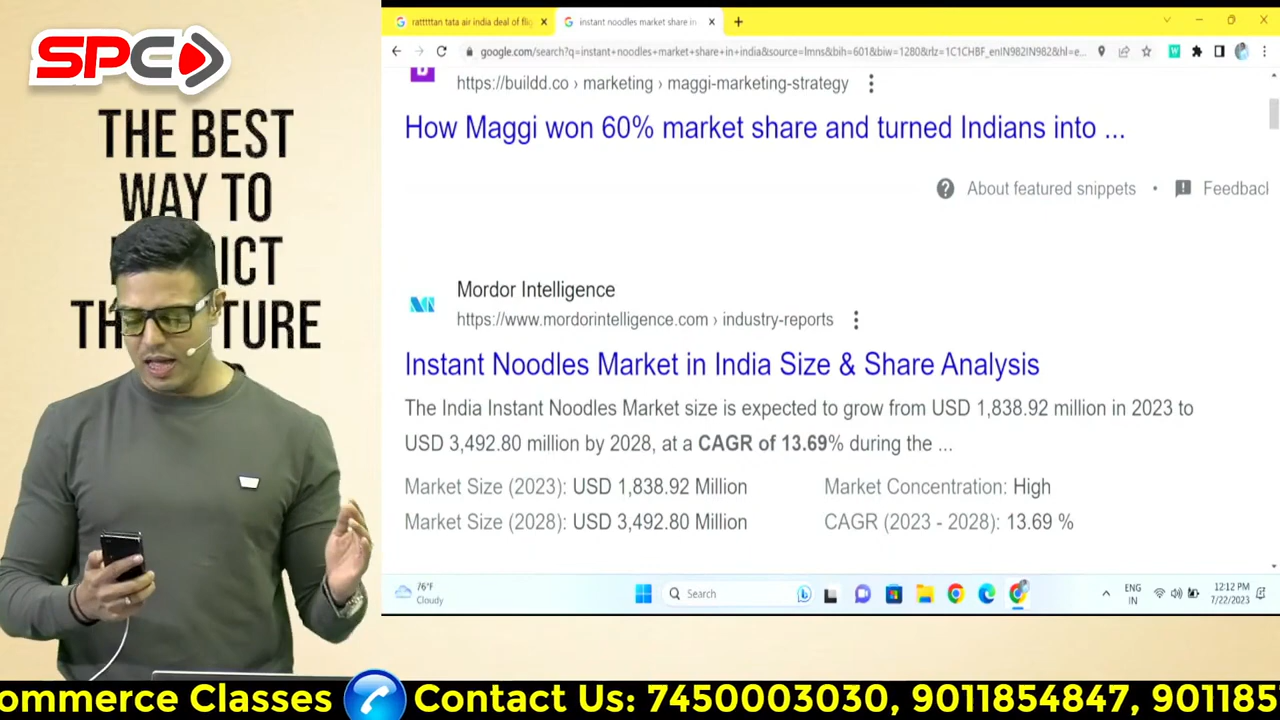 SPC
THE BEST
WAY TO
ICT
TH TURE
rattttan tata air india deal of flig
instant noodles market share in
google.com/search?q=instant+noodles+market+share+in+india&source=lmns&bih=601&biw=1280&rlz=1C1CHBF_enIN982IN982&hl=e...
https://buildd.co › marketing › maggi-marketing-strategy
How Maggi won 60% market share and turned Indians into ...
About featured snippets • Feedbacl
Mordor Intelligence
https://www.mordorintelligence.com › industry-reports
Instant Noodles Market in India Size & Share Analysis
The India Instant Noodles Market size is expected to grow from USD 1,838.92 million in 2023 to
USD 3,492.80 million by 2028, at a CAGR of 13.69% during the ...
Market Size (2023): USD 1,838.92 Million
Market Concentration: High
Market Size (2028): USD 3,492.80 Million
CAGR (2023 - 2028): 13.69 %
76°F
Cloudy
Search
ENG
IN
12:12 PM
7/22/2023
ommerce Classes Contact Us: 7450003030, 9011854847, 901185